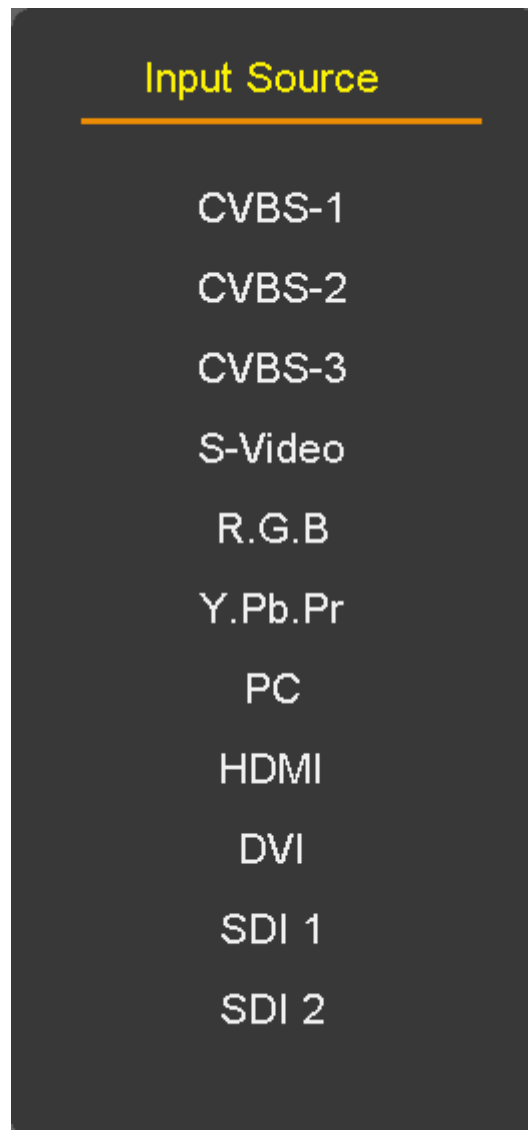 Input Source
CVBS-1
CVBS-2
CVBS-3
S-Video
R.G.B
Y.Pb.Pr
PC
HDMI
DVI
SDI 1
SDI 2